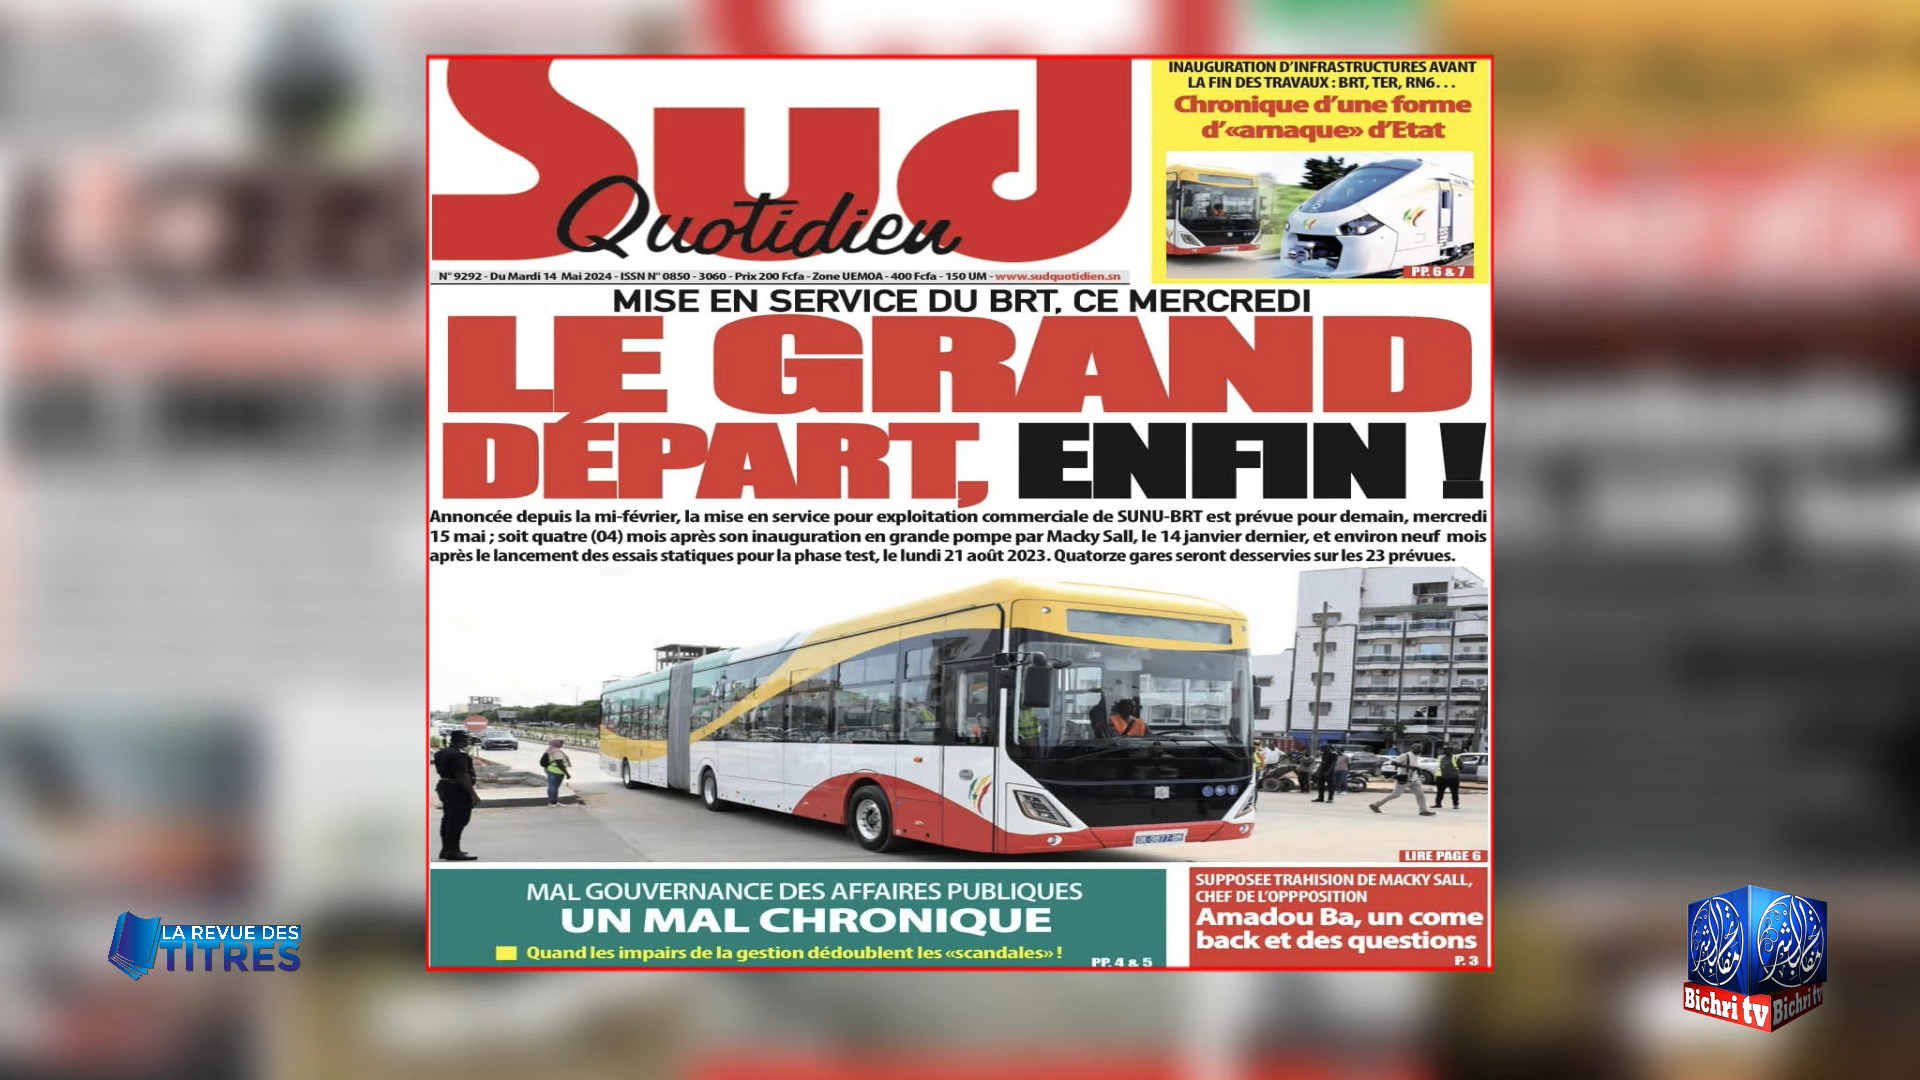 Sud
Quotidien
N° 9292 - Du Mardi 14 Mai 2024 - ISSN N° 0850 - 3060 - Prix 200 Fcfa - Zone UEMOA - 400 Fcfa - 150 UM - www.sudquotidien.sn
INAUGURATION D'INFRASTRUCTURES AVANT
LA FIN DES TRAVAUX : BRT, TER, RN6...
Chronique d'une forme
d'«arnaque» d'Etat
PP. 6 & 7
MISE EN SERVICE DU BRT, CE MERCREDI
LE GRAND
DÉPART, ENFIN !
Annoncée depuis la mi-février, la mise en service pour exploitation commerciale de SUNU-BRT est prévue pour demain, mercredi
15 mai ; soit quatre (04) mois après son inauguration en grande pompe par Macky Sall, le 14 janvier dernier, et environ neuf mois
après le lancement des essais statiques pour la phase test, le lundi 21 août 2023. Quatorze gares seront desservies sur les 23 prévues.
LIRE PAGE 6
MAL GOUVERNANCE DES AFFAIRES PUBLIQUES
UN MAL CHRONIQUE
Quand les impairs de la gestion dédoublent les «scandales» !
PP. 4 & 5
SUPPOSEE TRAHISION DE MACKY SALL,
CHEF DE L'OPPPOSITION
Amadou Ba, un come
back et des questions
P. 3
LA REVUE DES
TITRES
Bichri tv
Bichri tv